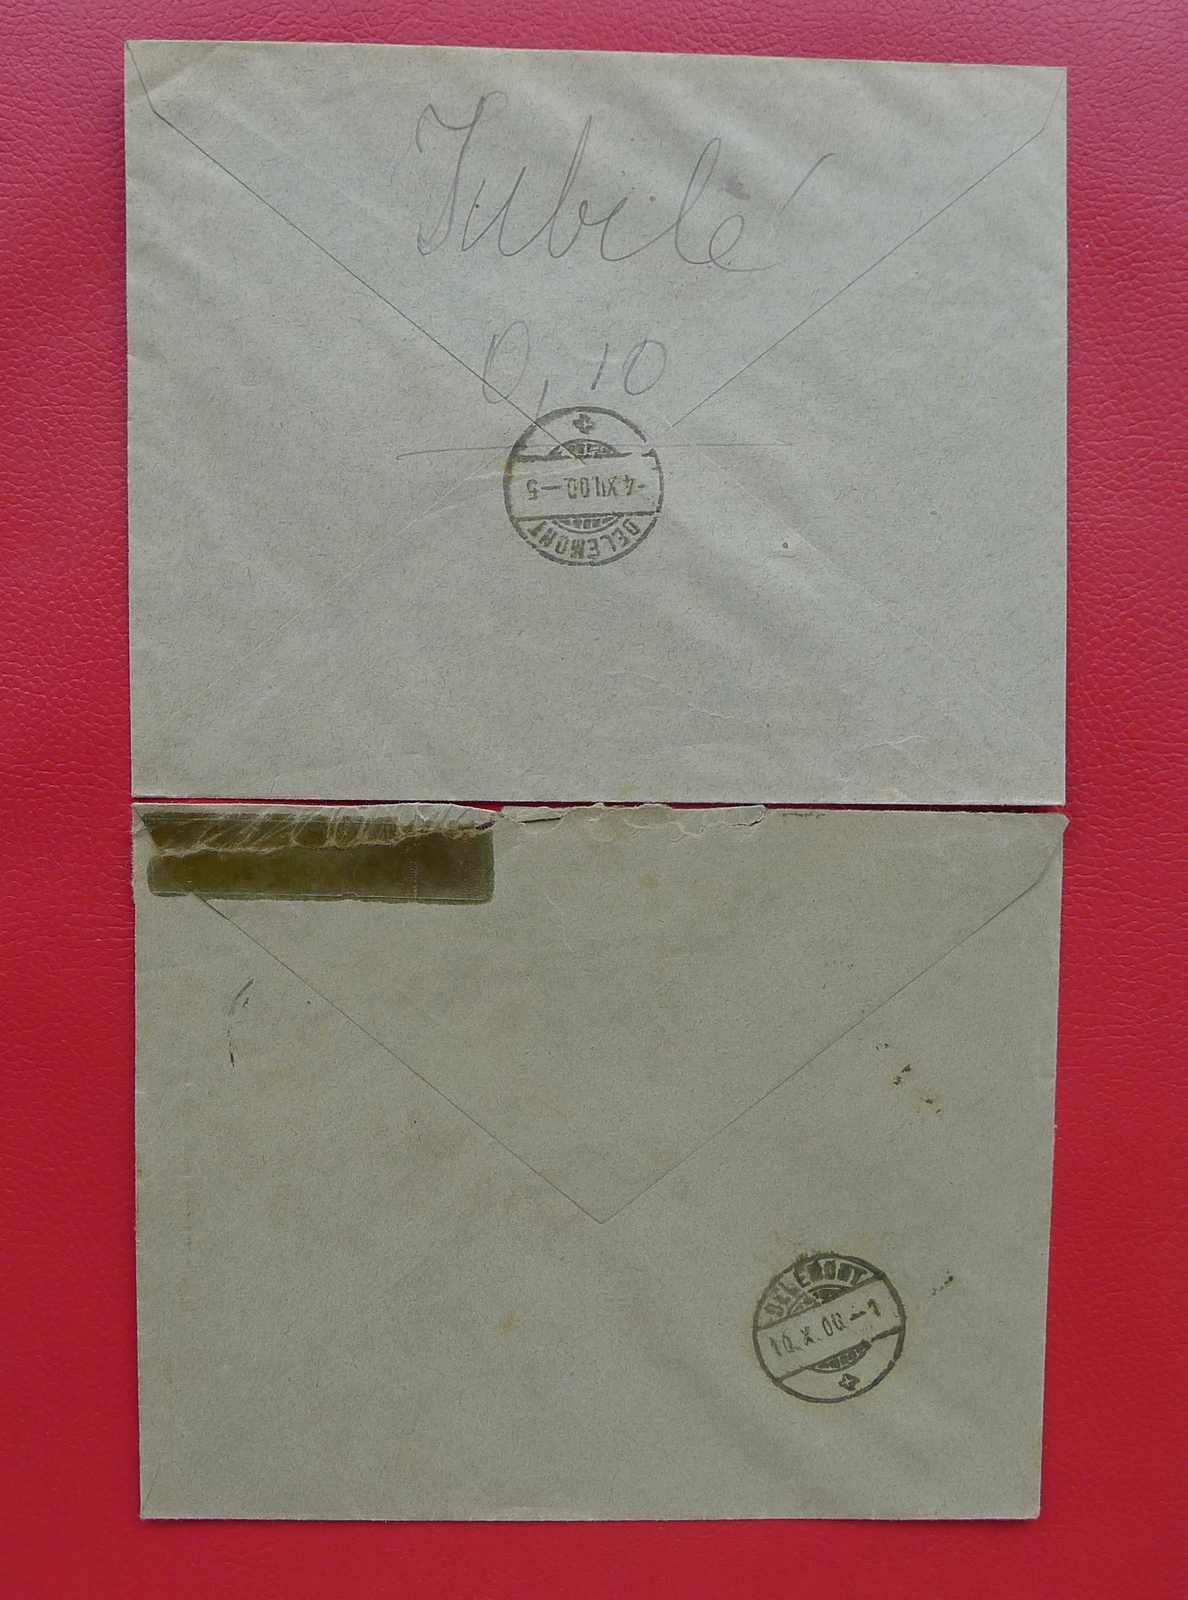 Jubilé
0,10
DELEMONT
-4.XII.00.-5
DELEMONT
10.X.00.-1